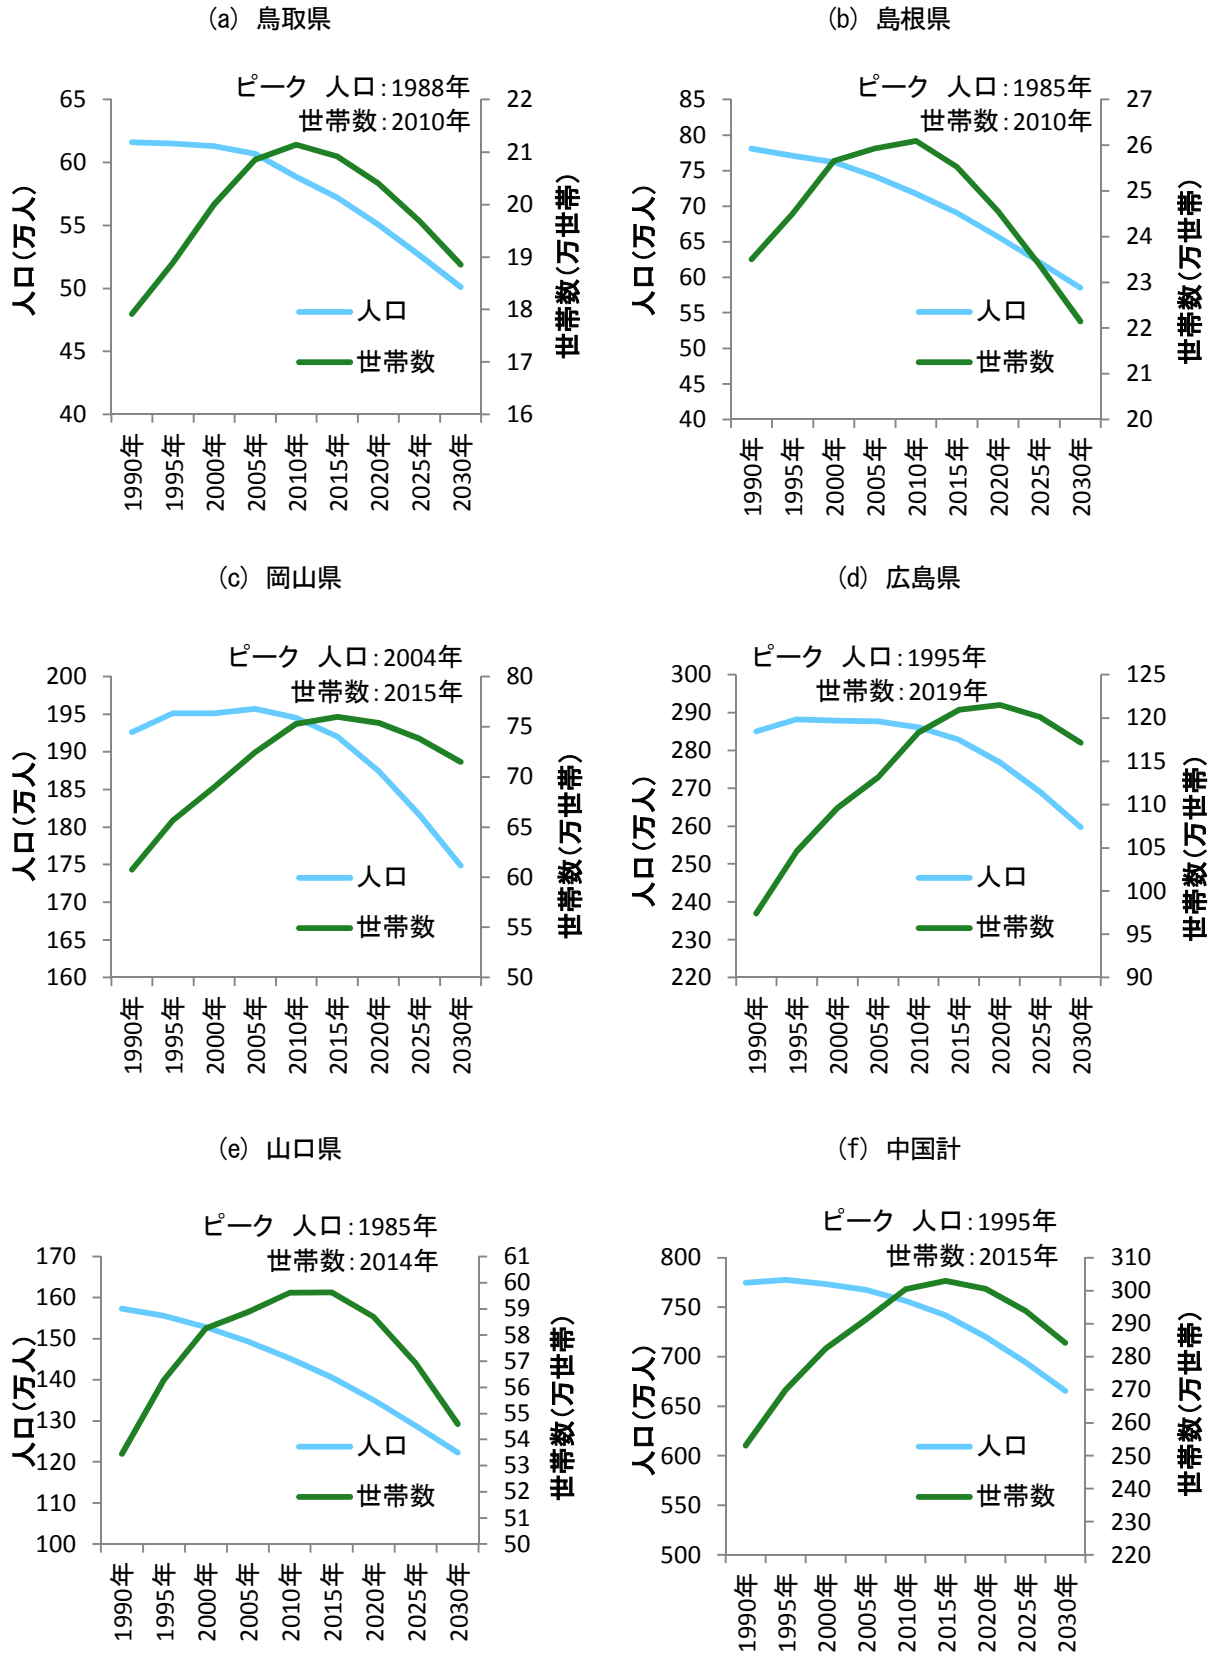 (a) 鳥取県
ピーク 人口：1988年
世帯数：2010年
65
60
55
50
45
40
人口（万人）
22
21
20
19
18
17
16
世帯数（万世帯）
人口
世帯数
1990年
1995年
2000年
2005年
2010年
2015年
2020年
2025年
2030年
(b) 島根県
ピーク 人口：1985年
世帯数：2010年
85
80
75
70
65
60
55
50
45
40
人口（万人）
27
26
25
24
23
22
21
20
世帯数（万世帯）
人口
世帯数
1990年
1995年
2000年
2005年
2010年
2015年
2020年
2025年
2030年
(c) 岡山県
ピーク 人口：2004年
世帯数：2015年
200
195
190
185
180
175
170
165
160
人口（万人）
80
75
70
65
60
55
50
世帯数（万世帯）
人口
世帯数
1990年
1995年
2000年
2005年
2010年
2015年
2020年
2025年
2030年
(d) 広島県
ピーク 人口：1995年
世帯数：2019年
300
290
280
270
260
250
240
230
220
人口（万人）
125
120
115
110
105
100
95
90
世帯数（万世帯）
人口
世帯数
1990年
1995年
2000年
2005年
2010年
2015年
2020年
2025年
2030年
(e) 山口県
ピーク 人口：1985年
世帯数：2014年
170
160
150
140
130
120
110
100
人口（万人）
61
60
59
58
57
56
55
54
53
52
51
50
世帯数（万世帯）
人口
世帯数
1990年
1995年
2000年
2005年
2010年
2015年
2020年
2025年
2030年
(f) 中国計
ピーク 人口：1995年
世帯数：2015年
800
750
700
650
600
550
500
人口（万人）
310
300
290
280
270
260
250
240
230
220
世帯数（万世帯）
人口
世帯数
1990年
1995年
2000年
2005年
2010年
2015年
2020年
2025年
2030年